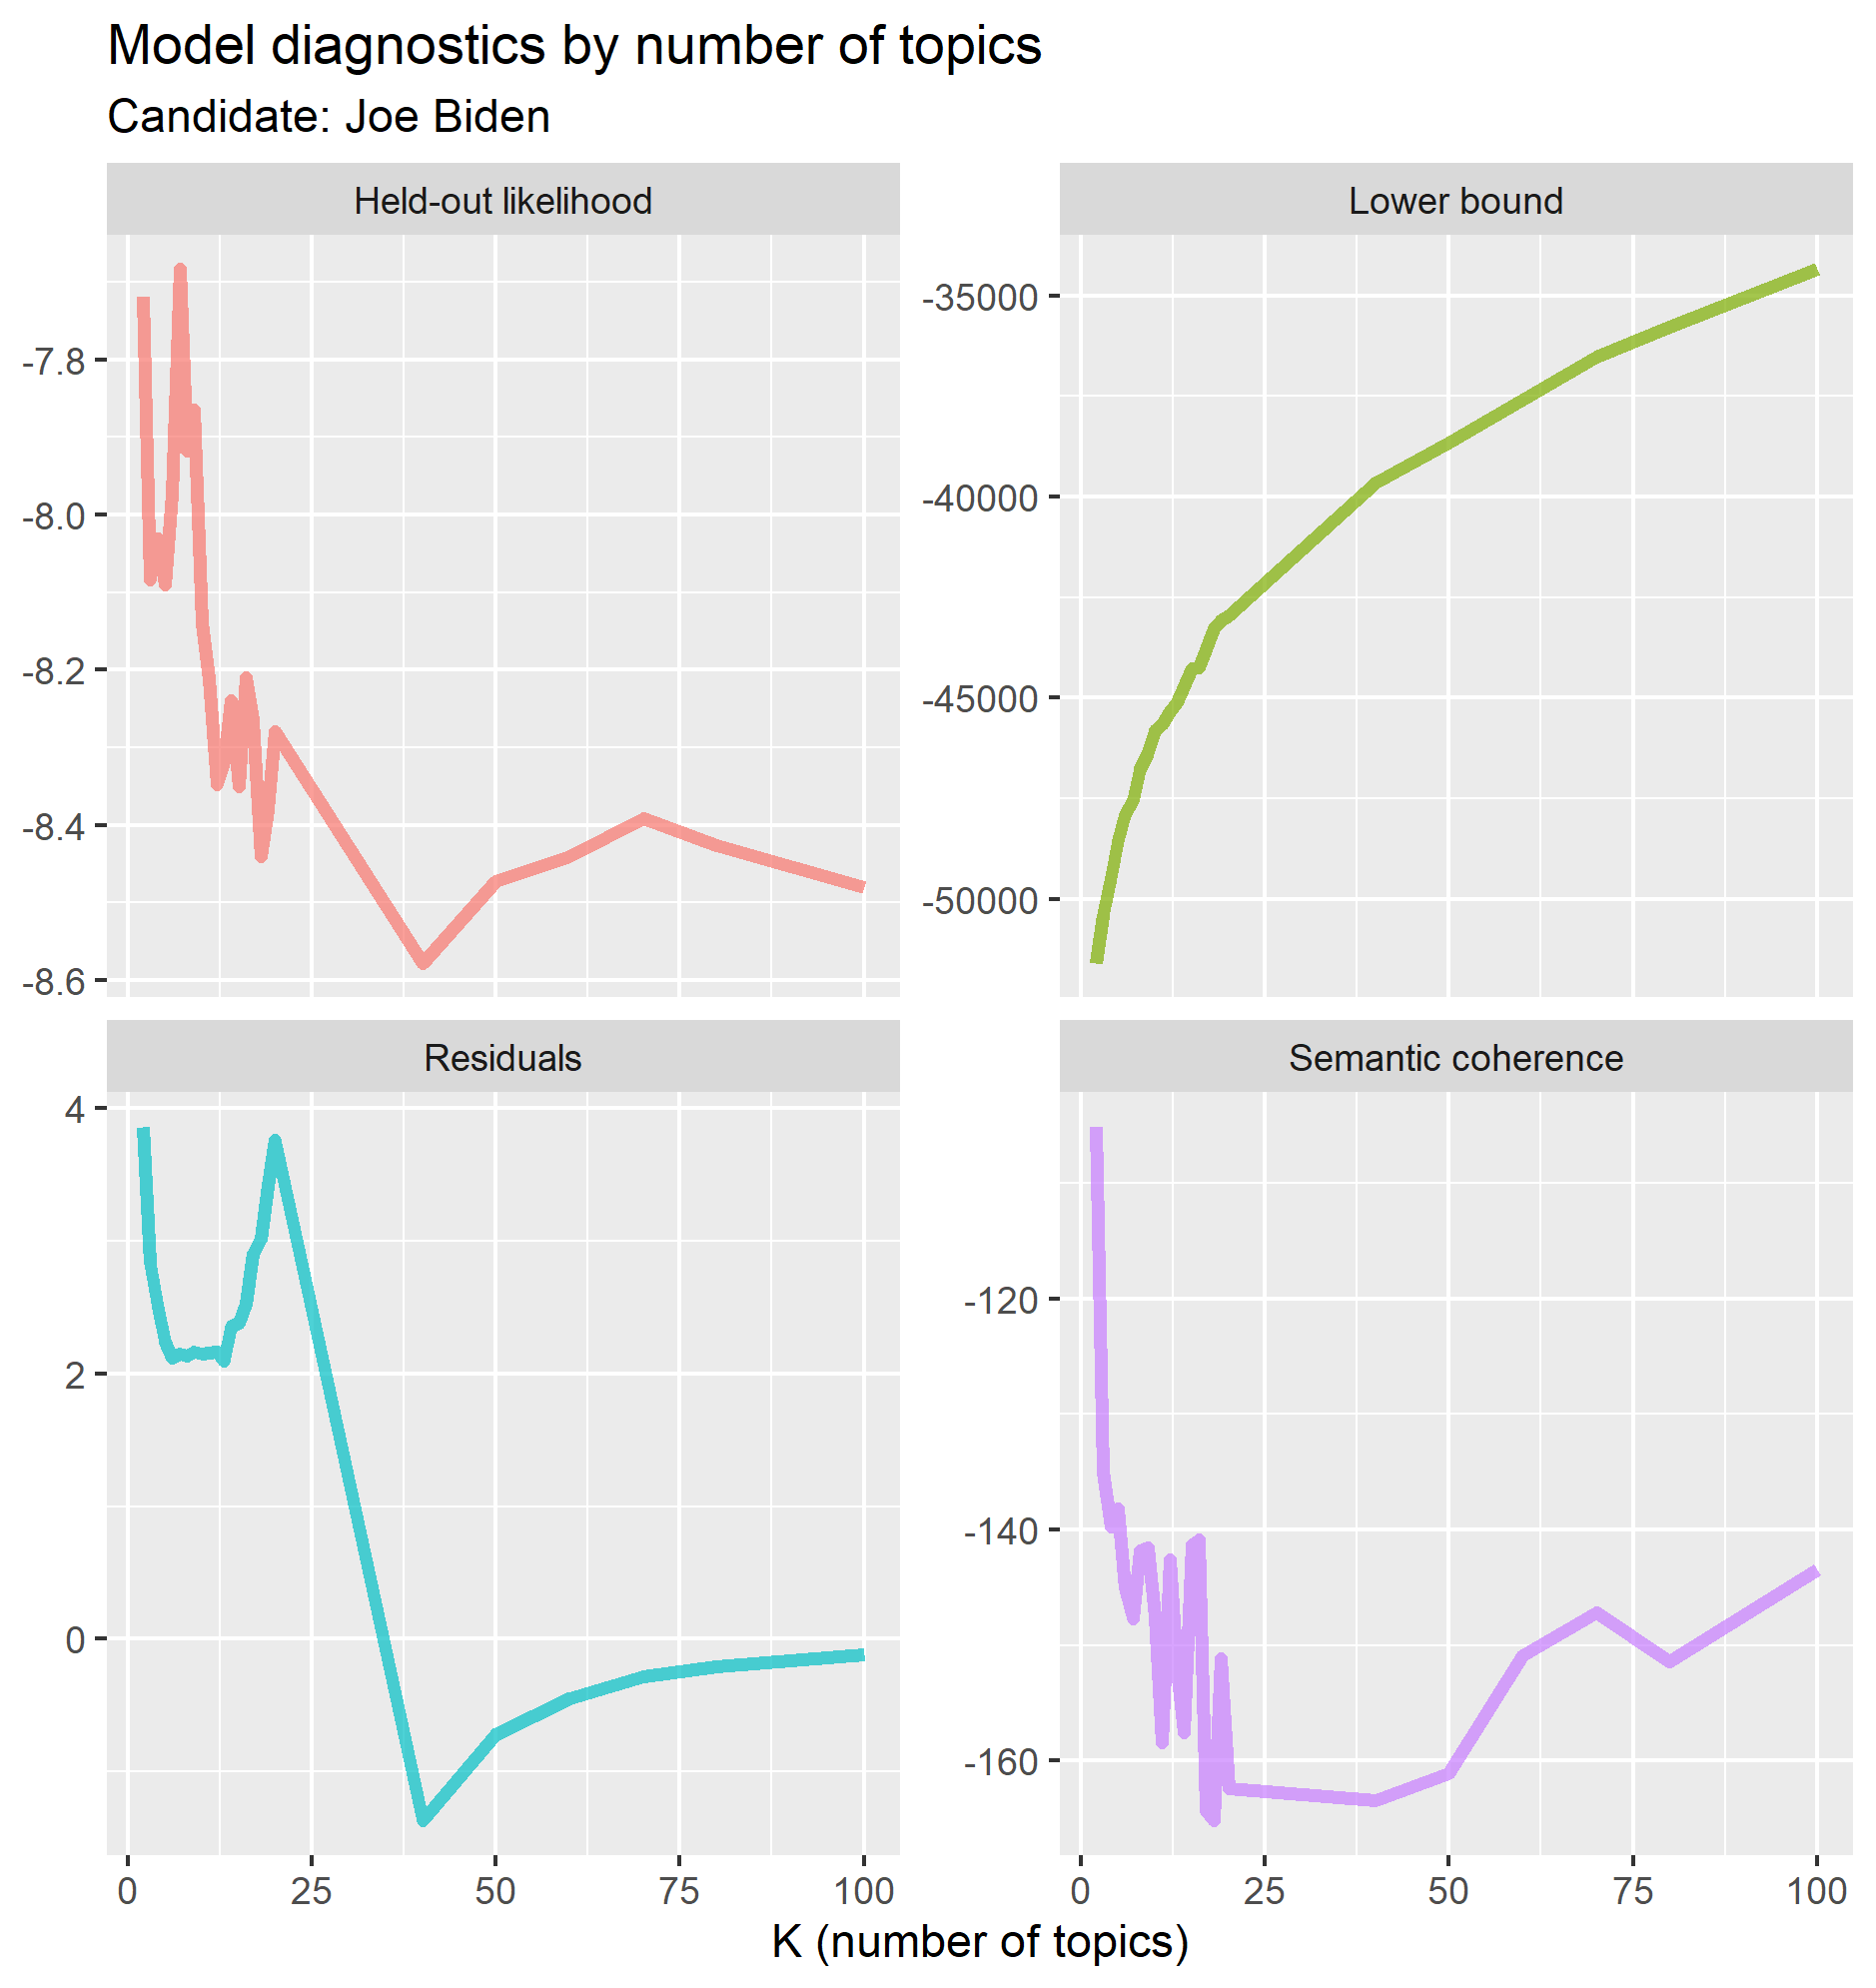 Model diagnostics by number of topics
Candidate: Joe Biden
Held-out likelihood
Lower bound
-7.8
-8.0
-8.2
-8.4
-8.6
-35000
-40000
-45000
-50000
Residuals
Semantic coherence
4
2
0
-120
-140
-160
0 25 50 75 100
0 25 50 75 100
K (number of topics)